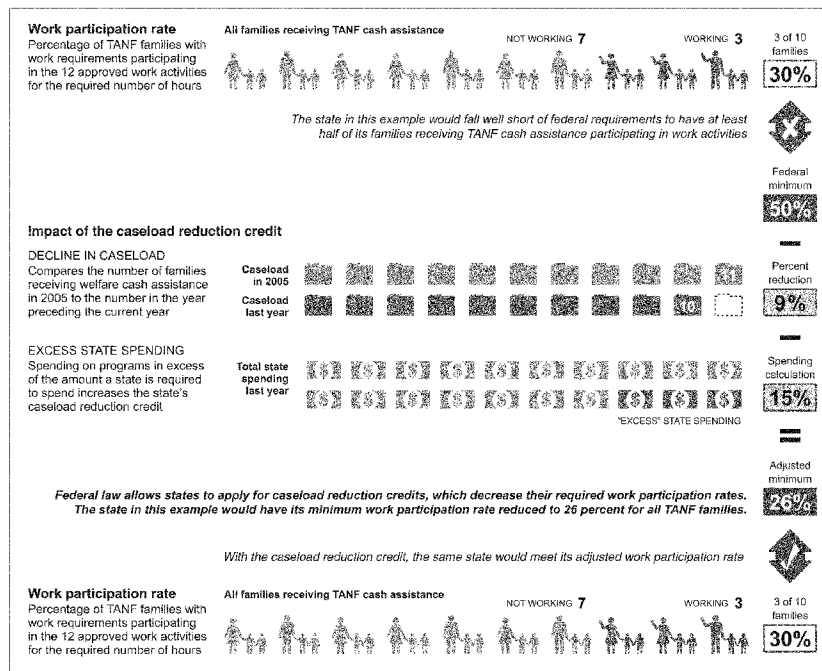 Work participation rate
Percentage of TANF families with
work requirements participating
in the 12 approved work activities
for the required number of hours
All families receiving TANF cash assistance
NOT WORKING 7
WORKING 3
3 of 10
families
30%
The state in this example would fall well short of federal requirements to have at least
half of its families receiving TANF cash assistance participating in work activities
Federal
minimum
50%
Impact of the caseload reduction credit
DECLINE IN CASELOAD
Compares the number of families
receiving welfare cash assistance
in 2005 to the number in the year
preceding the current year
Caseload
in 2005
11
Caseload
last year
10
Percent
reduction
9%
EXCESS STATE SPENDING
Spending on programs in excess
of the amount a state is required
to spend increases the state's
caseload reduction credit
Total state
spending
last year
"EXCESS" STATE SPENDING
Spending
calculation
15%
Federal law allows states to apply for caseload reduction credits, which decrease their required work participation rates.
The state in this example would have its minimum work participation rate reduced to 26 percent for all TANF families.
Adjusted
minimum
26%
With the caseload reduction credit, the same state would meet its adjusted work participation rate
Work participation rate
Percentage of TANF families with
work requirements participating
in the 12 approved work activities
for the required number of hours
All families receiving TANF cash assistance
NOT WORKING 7
WORKING 3
3 of 10
families
30%